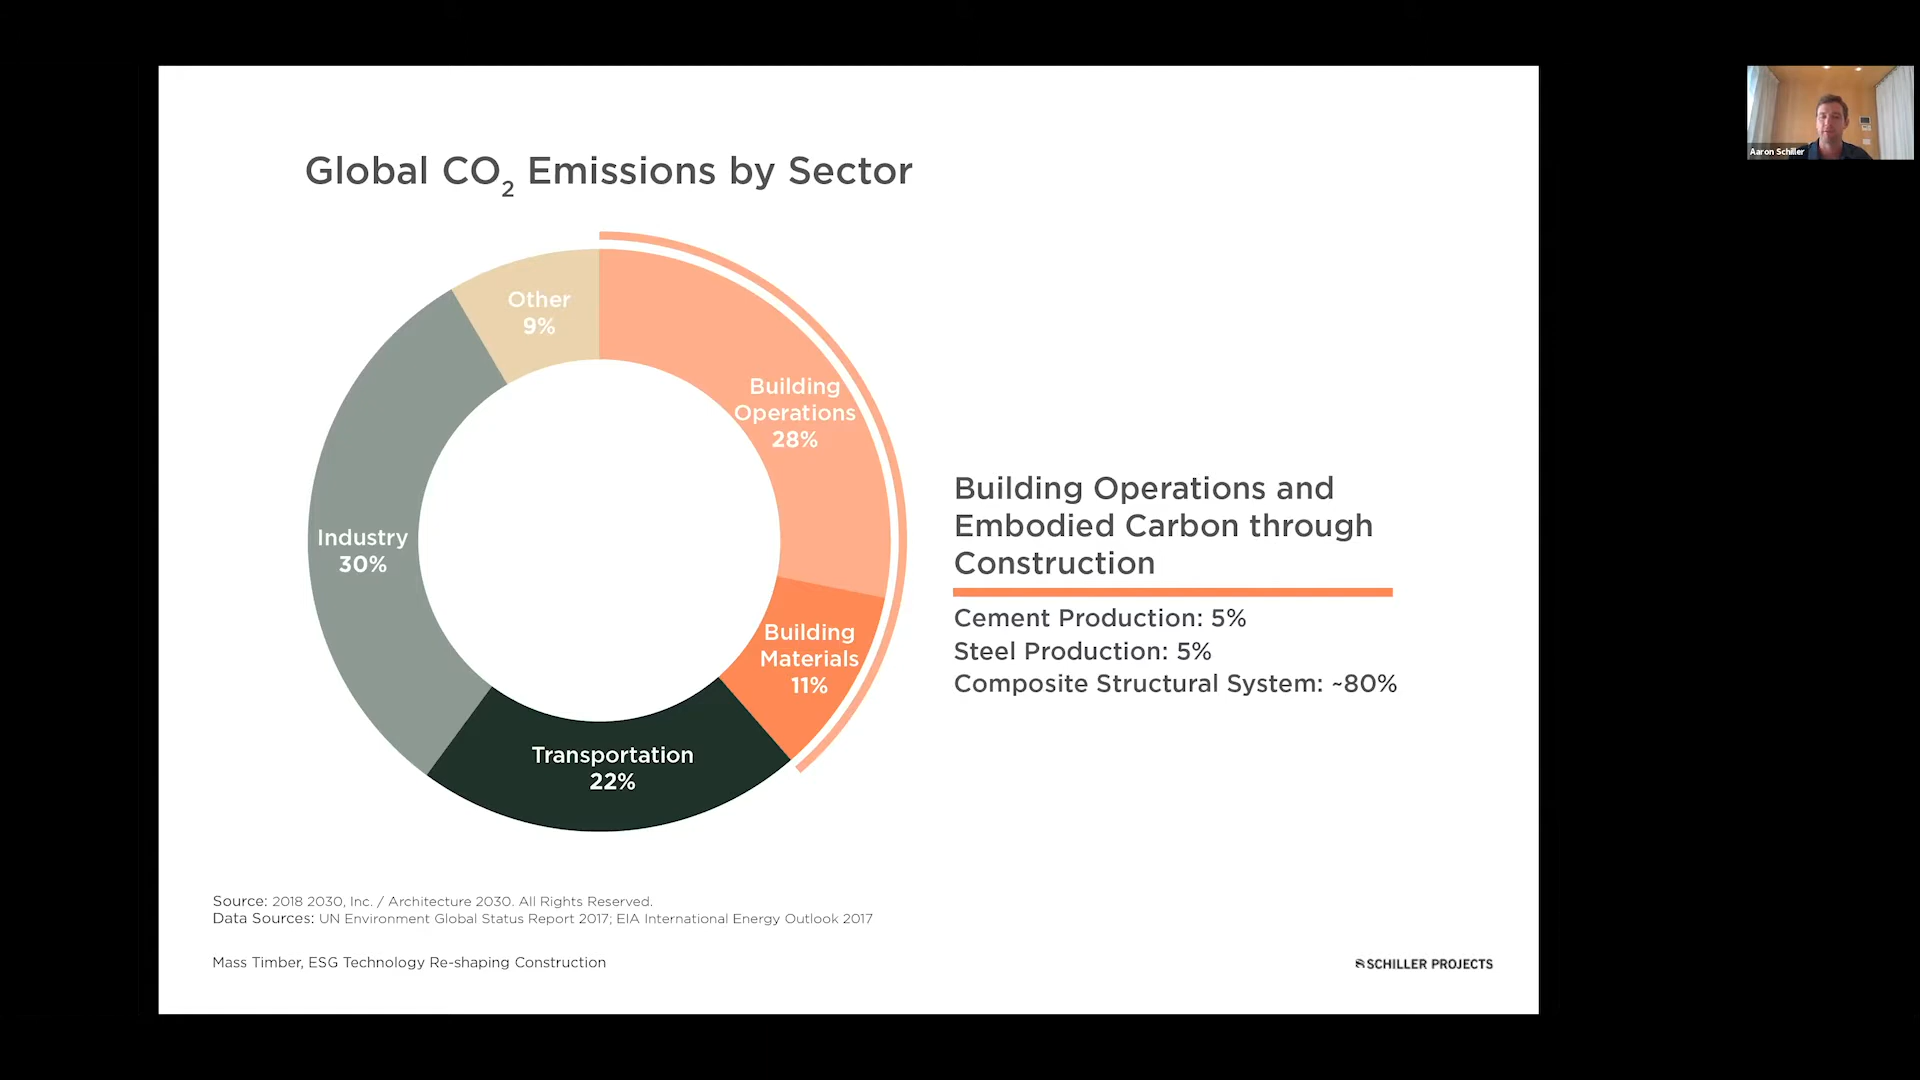 Global CO2 Emissions by Sector
Other
9%
Building
Operations
28%
Industry
30%
Building
Materials
11%
Transportation
22%
Building Operations and
Embodied Carbon through
Construction
Cement Production: 5%
Steel Production: 5%
Composite Structural System: ~80%
Source: 2018 2030, Inc. / Architecture 2030. All Rights Reserved.
Data Sources: UN Environment Global Status Report 2017; EIA International Energy Outlook 2017
Mass Timber, ESG Technology Re-shaping Construction
SCHILLER PROJECTS
Aaron Schiller